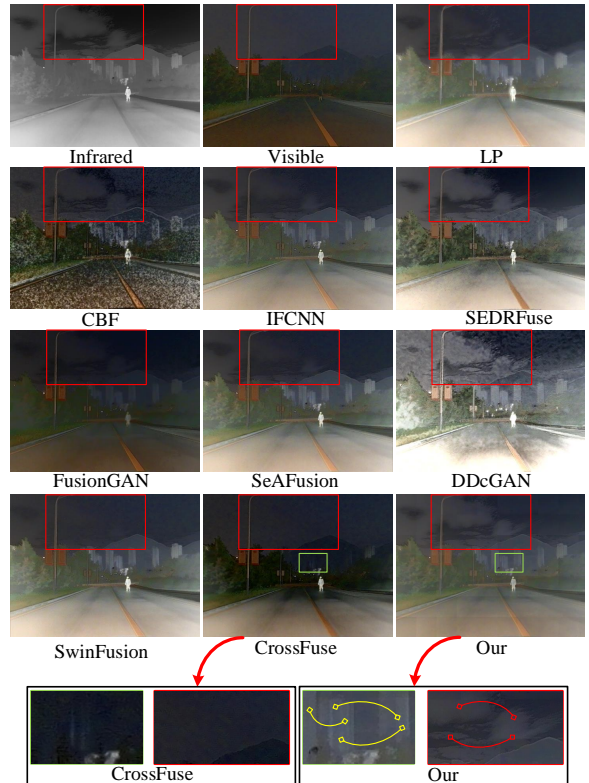 Infrared
Visible
LP
CBF
IFCNN
SEDRFuse
FusionGAN
SeAFusion
DDcGAN
SwinFusion
CrossFuse
Our
CrossFuse
Our